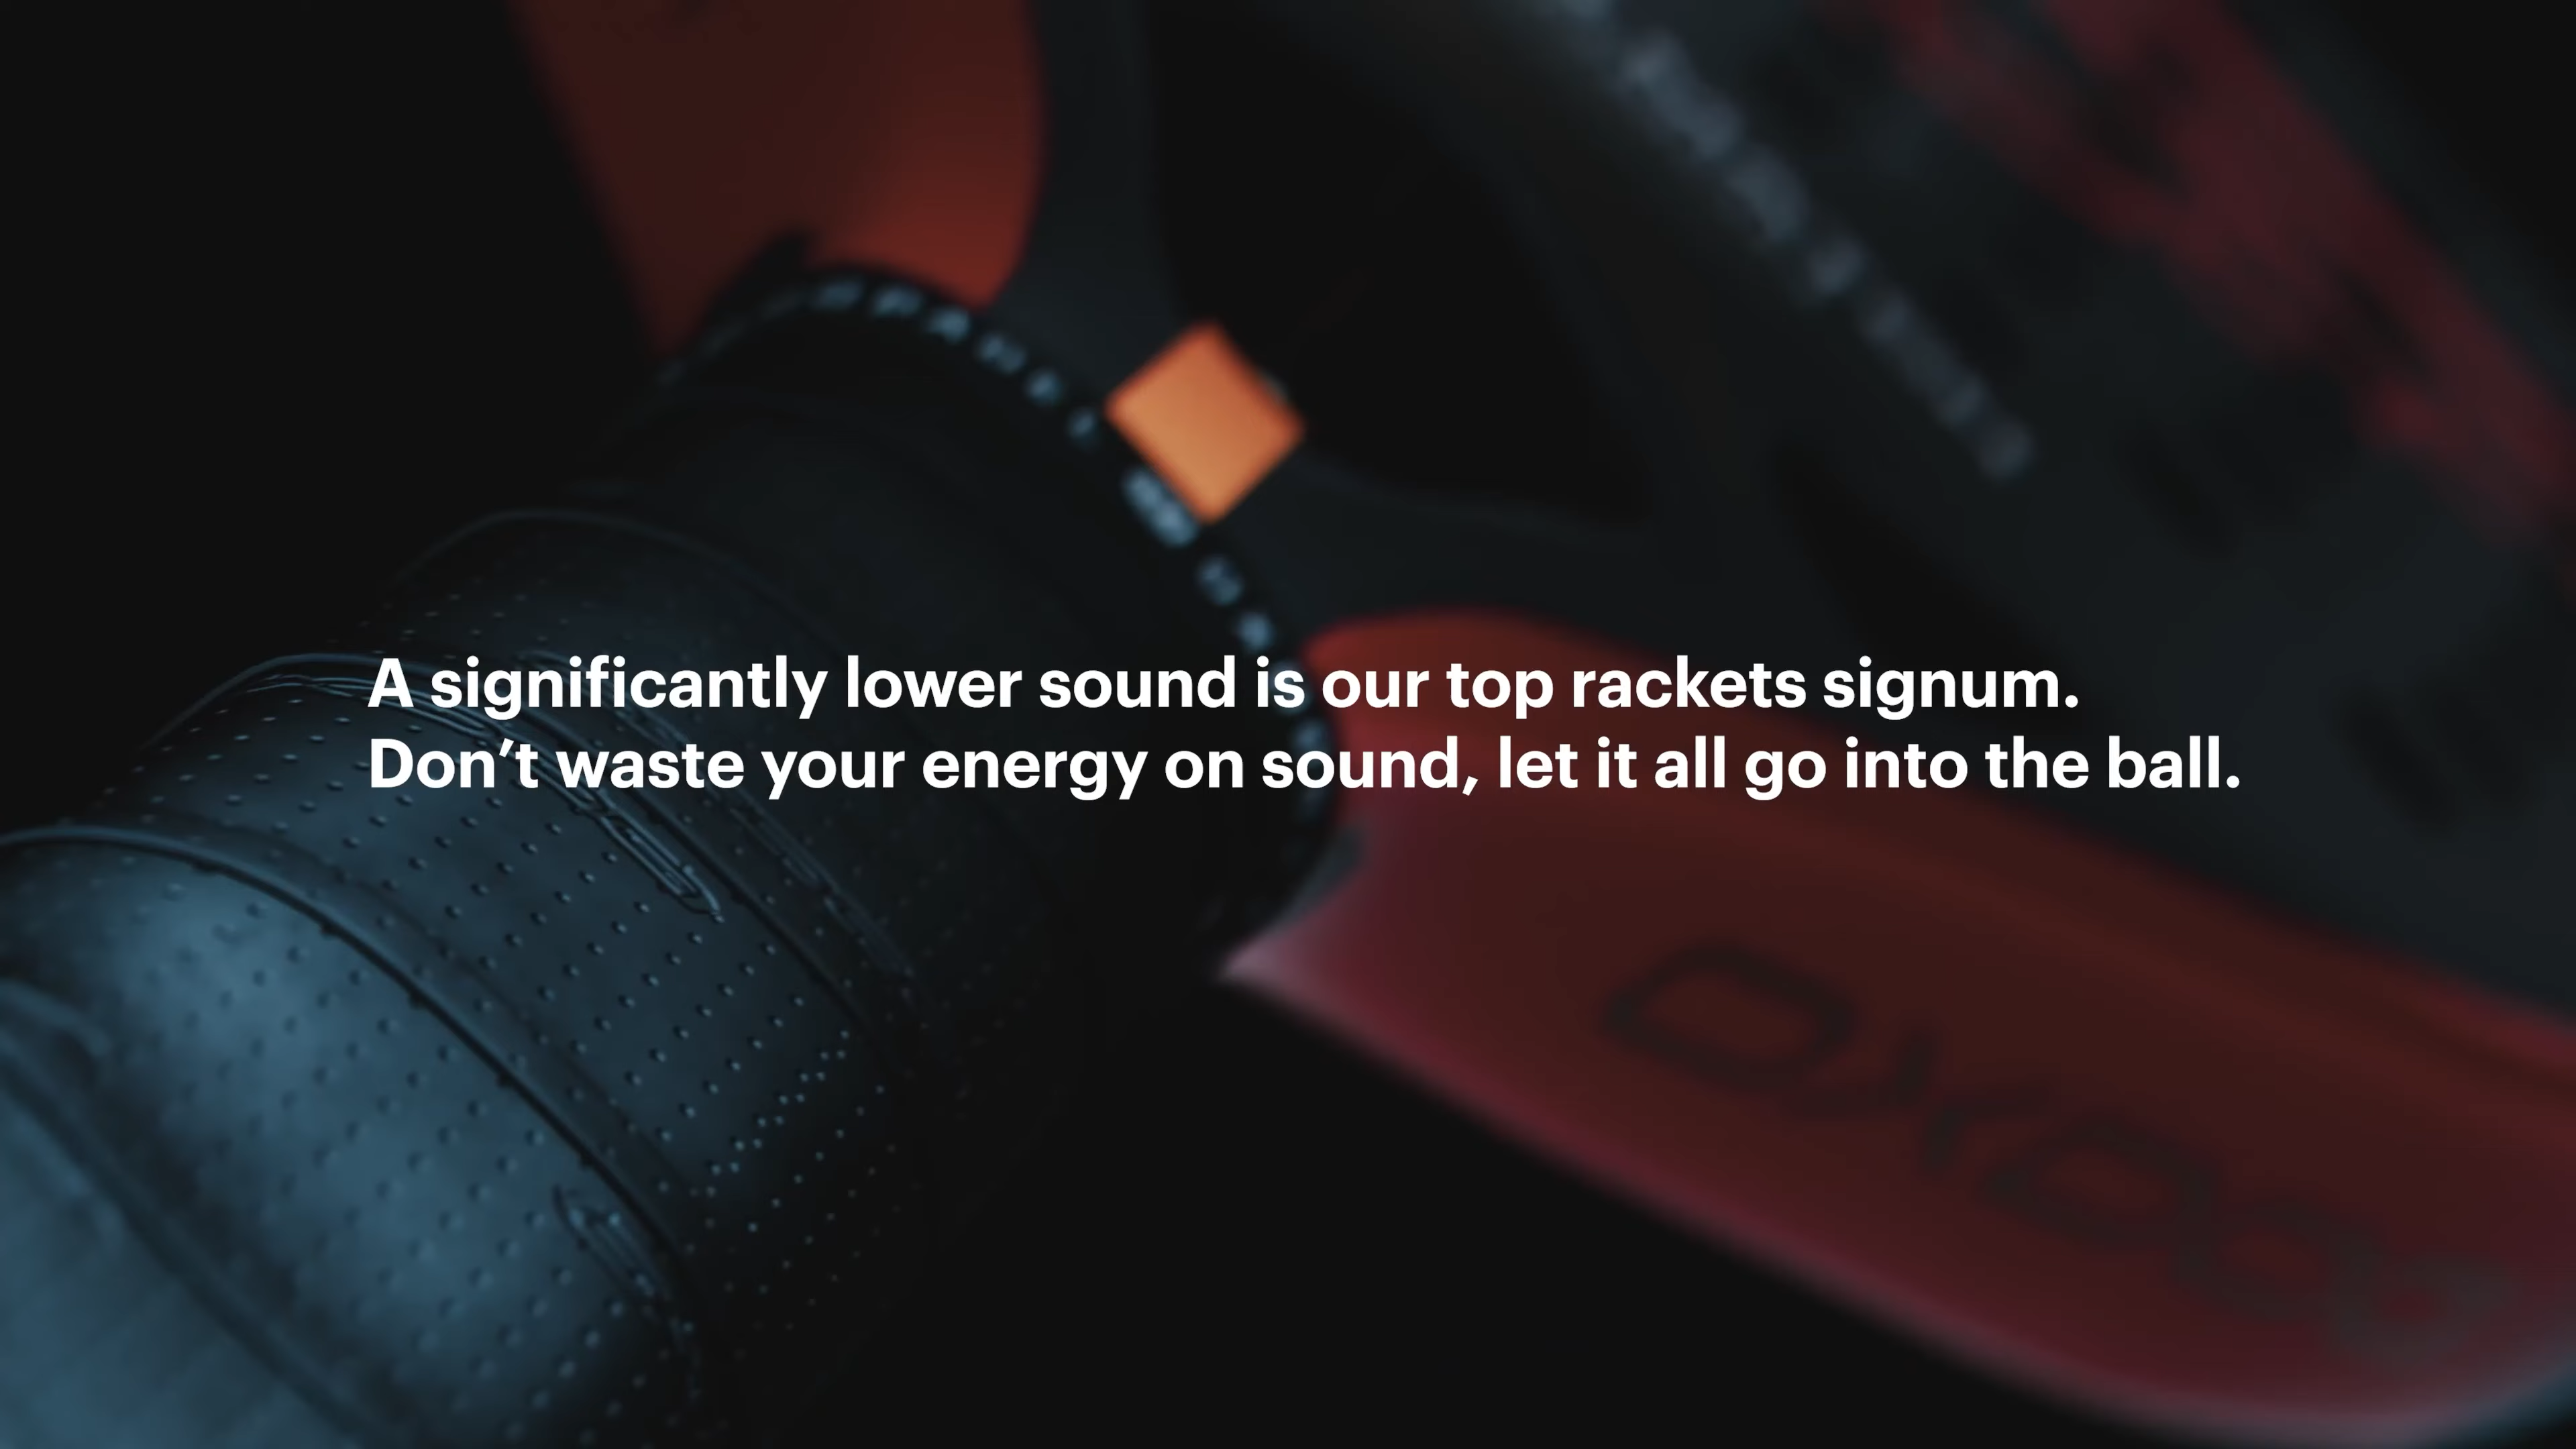 A significantly lower sound is our top rackets signum.
Don’t waste your energy on sound, let it all go into the ball.